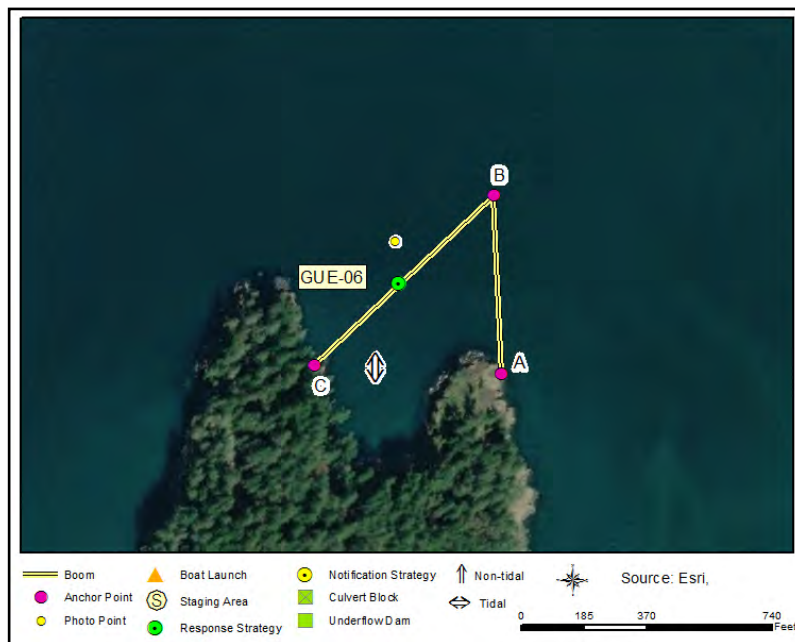 B
GUE-06
A
C
Boom
Boat Launch
Notification Strategy
Non-tidal
Source: Esri,
Anchor Point
S
Staging Area
Culvert Block
Tidal
Photo Point
Response Strategy
Underflow Dam
0 185 370 740
Feet